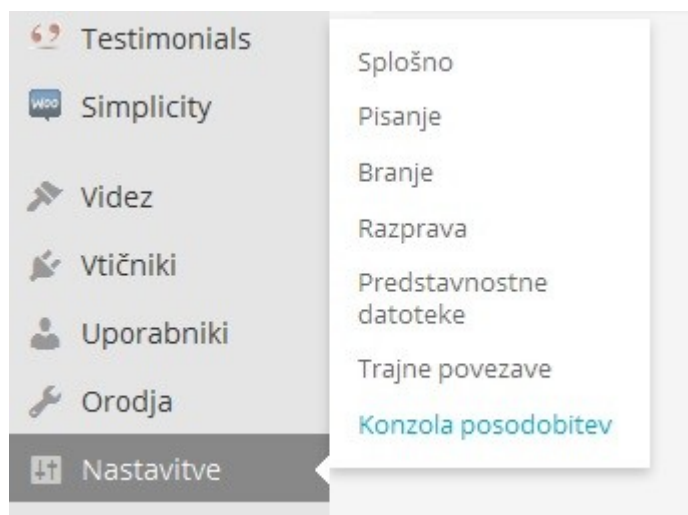 Testimonials
Simplicity
Videz
Vtičniki
Uporabniki
Orodja
Nastavitve
Splošno
Pisanje
Branje
Razprava
Predstavnostne
datoteke
Trajne povezave
Konzola posodobitev